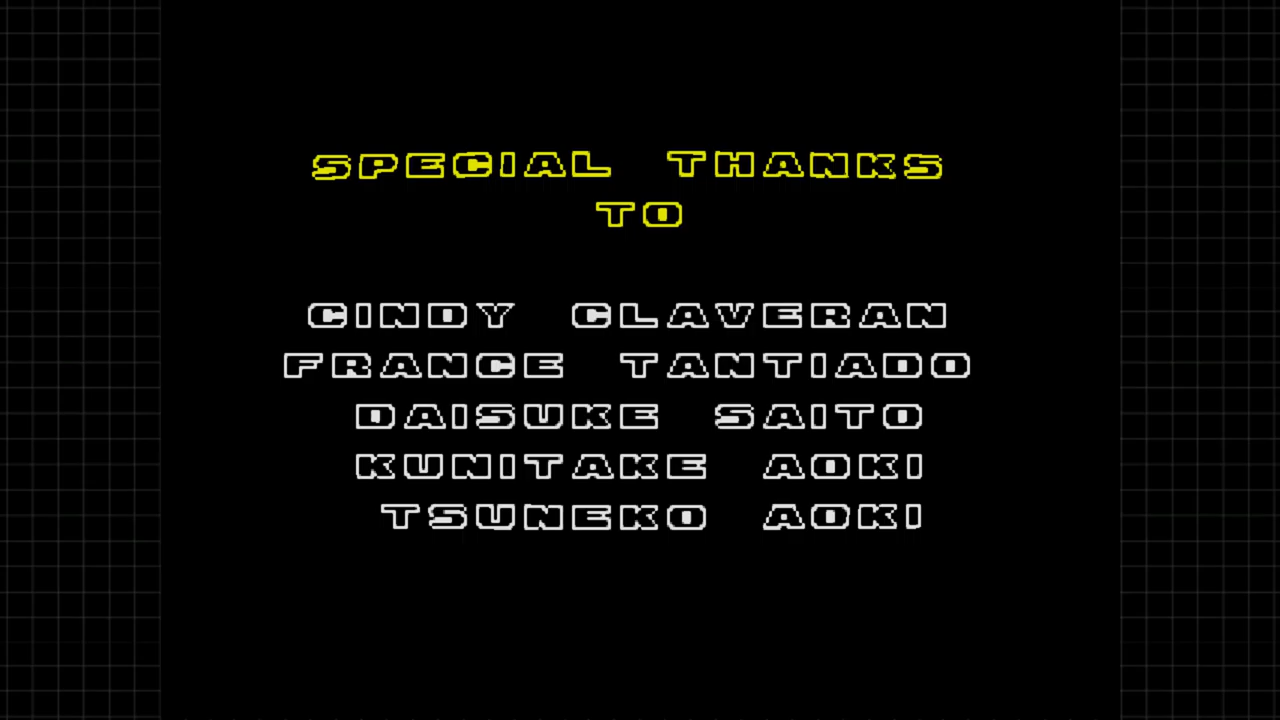 SPECIAL THANKS
TO
CINDY CLAVERAN
FRANCE TANTIADO
DAISUKE SAITO
KUNITAKE AOKI
TSUNEKO AOKI